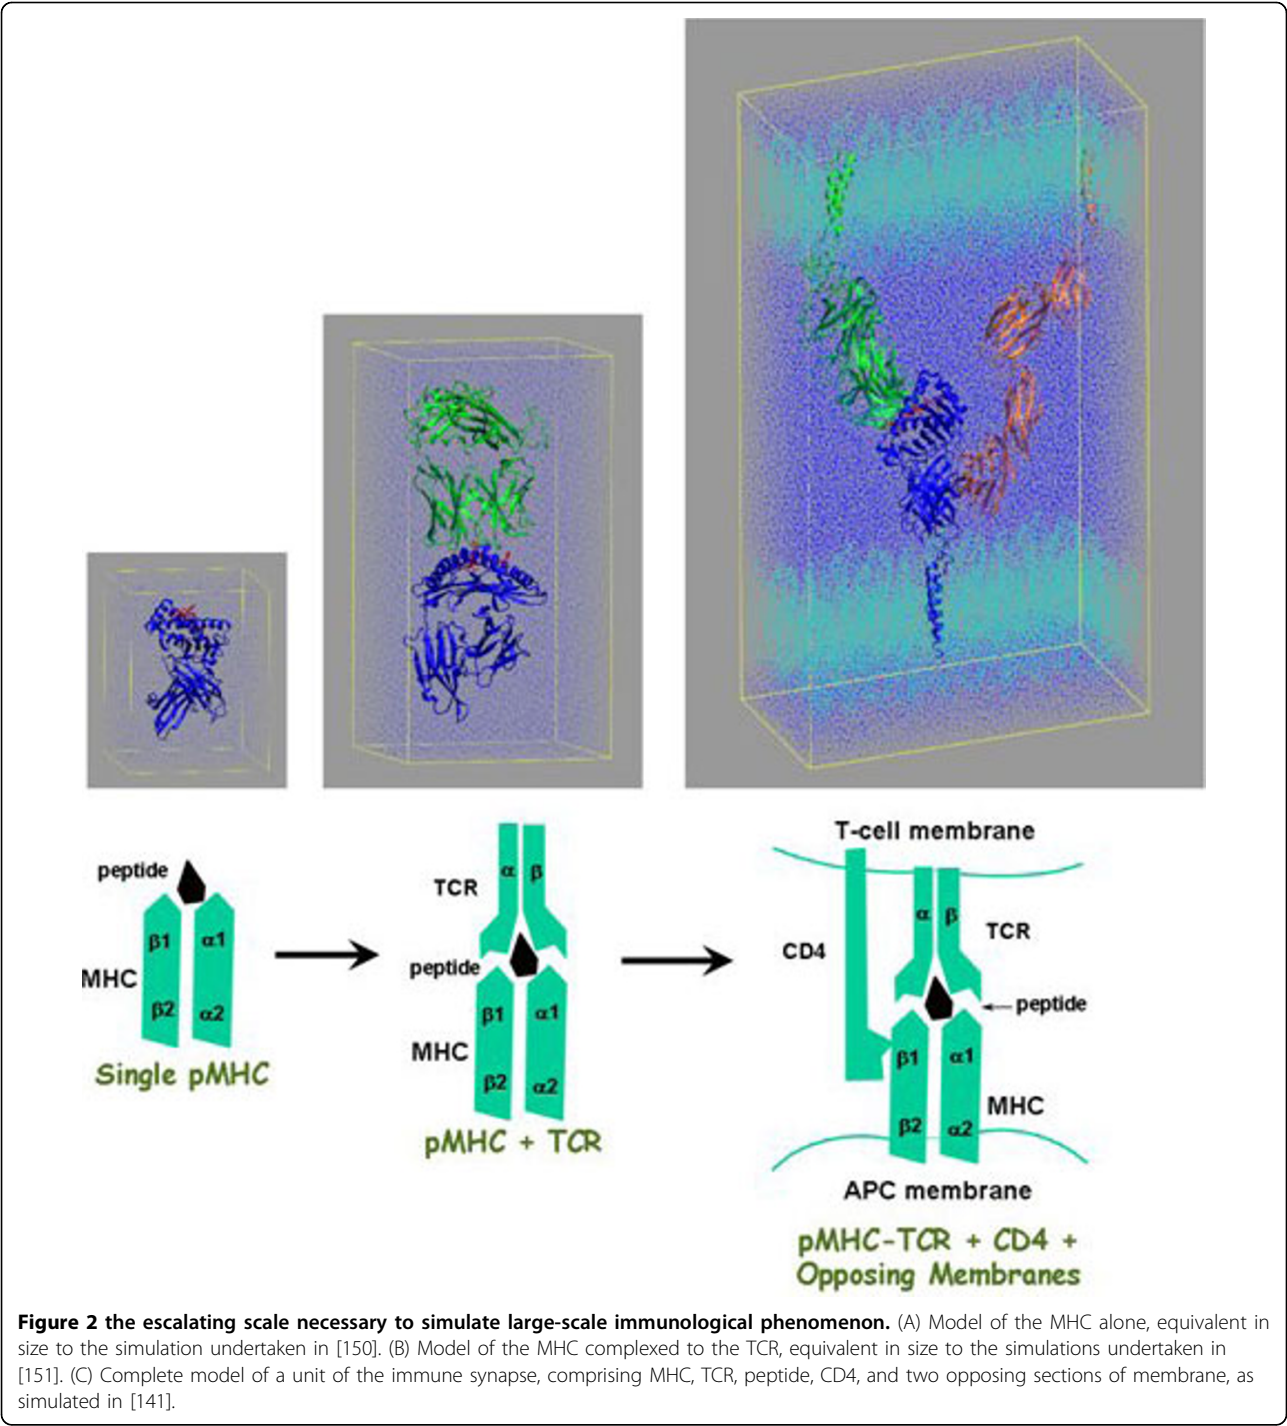 peptide
β1
α1
MHC
β2
α2
Single pMHC
α
β
TCR
peptide
β1
α1
MHC
β2
α2
pMHC + TCR
T-cell membrane
α
β
TCR
CD4
peptide
β1
α1
MHC
β2
α2
APC membrane
pMHC-TCR + CD4 +
Opposing Membranes
Figure 2 the escalating scale necessary to simulate large-scale immunological phenomenon. (A) Model of the MHC alone, equivalent in
size to the simulation undertaken in [150]. (B) Model of the MHC complexed to the TCR, equivalent in size to the simulations undertaken in
[151]. (C) Complete model of a unit of the immune synapse, comprising MHC, TCR, peptide, CD4, and two opposing sections of membrane, as
simulated in [141].